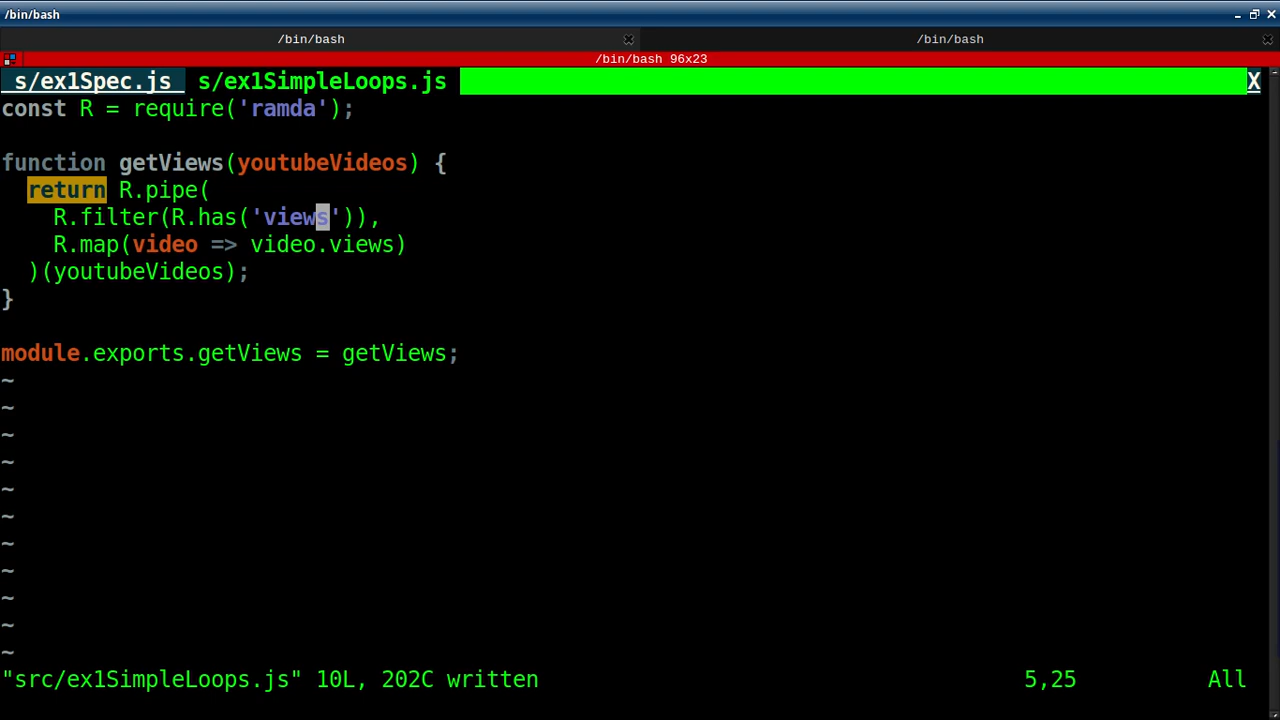 /bin/bash
/bin/bash /bin/bash
/bin/bash 96x23
s/ex1Spec.js s/ex1SimpleLoops.js X
const R = require('ramda');
function getViews(youtubeVideos) {
  return R.pipe(
    R.filter(R.has('views')),
    R.map(video => video.views)
  )(youtubeVideos);
}
module.exports.getViews = getViews;
~
~
~
~
~
~
~
~
~
~
~
"src/ex1SimpleLoops.js" 10L, 202C written 5,25 All